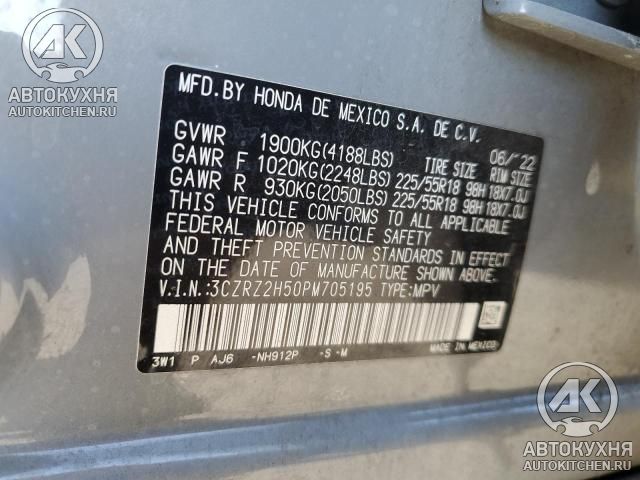 AK
АВТОКУХНЯ
AUTOKITCHEN.RU
MFD.BY HONDA DE MEXICO S.A. DE C.V.
06/'22
GVWR 1900KG(4188LBS) TIRE SIZE RIM SIZE
GAWR F 1020KG(2248LBS) 225/55R18 98H 18X7.0J
GAWR R 930KG(2050LBS) 225/55R18 98H 18X7.0J
THIS VEHICLE CONFORMS TO ALL APPLICABLE
FEDERAL MOTOR VEHICLE SAFETY
AND THEFT PREVENTION STANDARDS IN EFFECT
ON THE DATE OF MANUFACTURE SHOWN ABOVE.
V.I.N.:3CZRZ2H50PM705195 TYPE:MPV
3W1 P AJ6 -NH912P -S-M
MADE IN MEXICO
AK
АВТОКУХНЯ
AUTOKITCHEN.RU